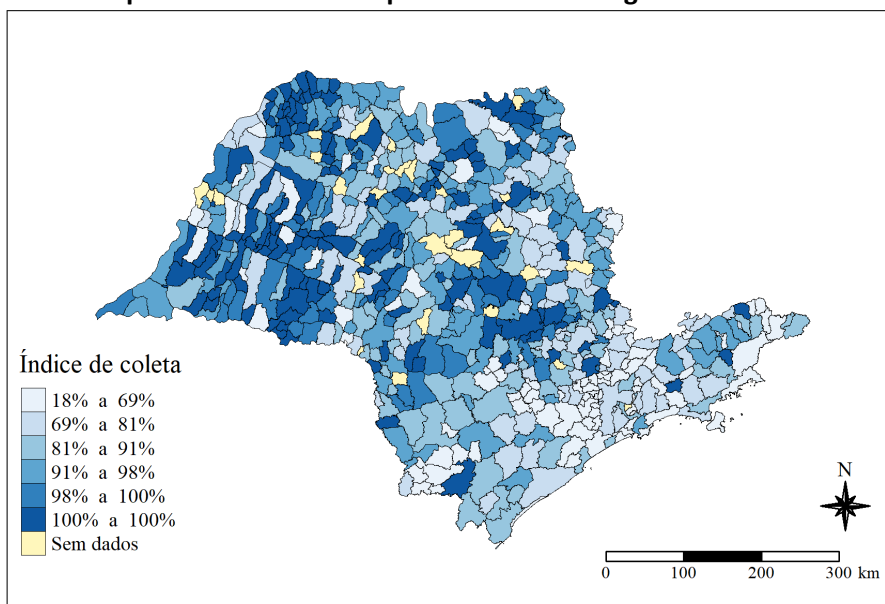 Índice de coleta
18% a 69%
69% a 81%
81% a 91%
91% a 98%
98% a 100%
100% a 100%
Sem dados
N
0 100 200 300 km